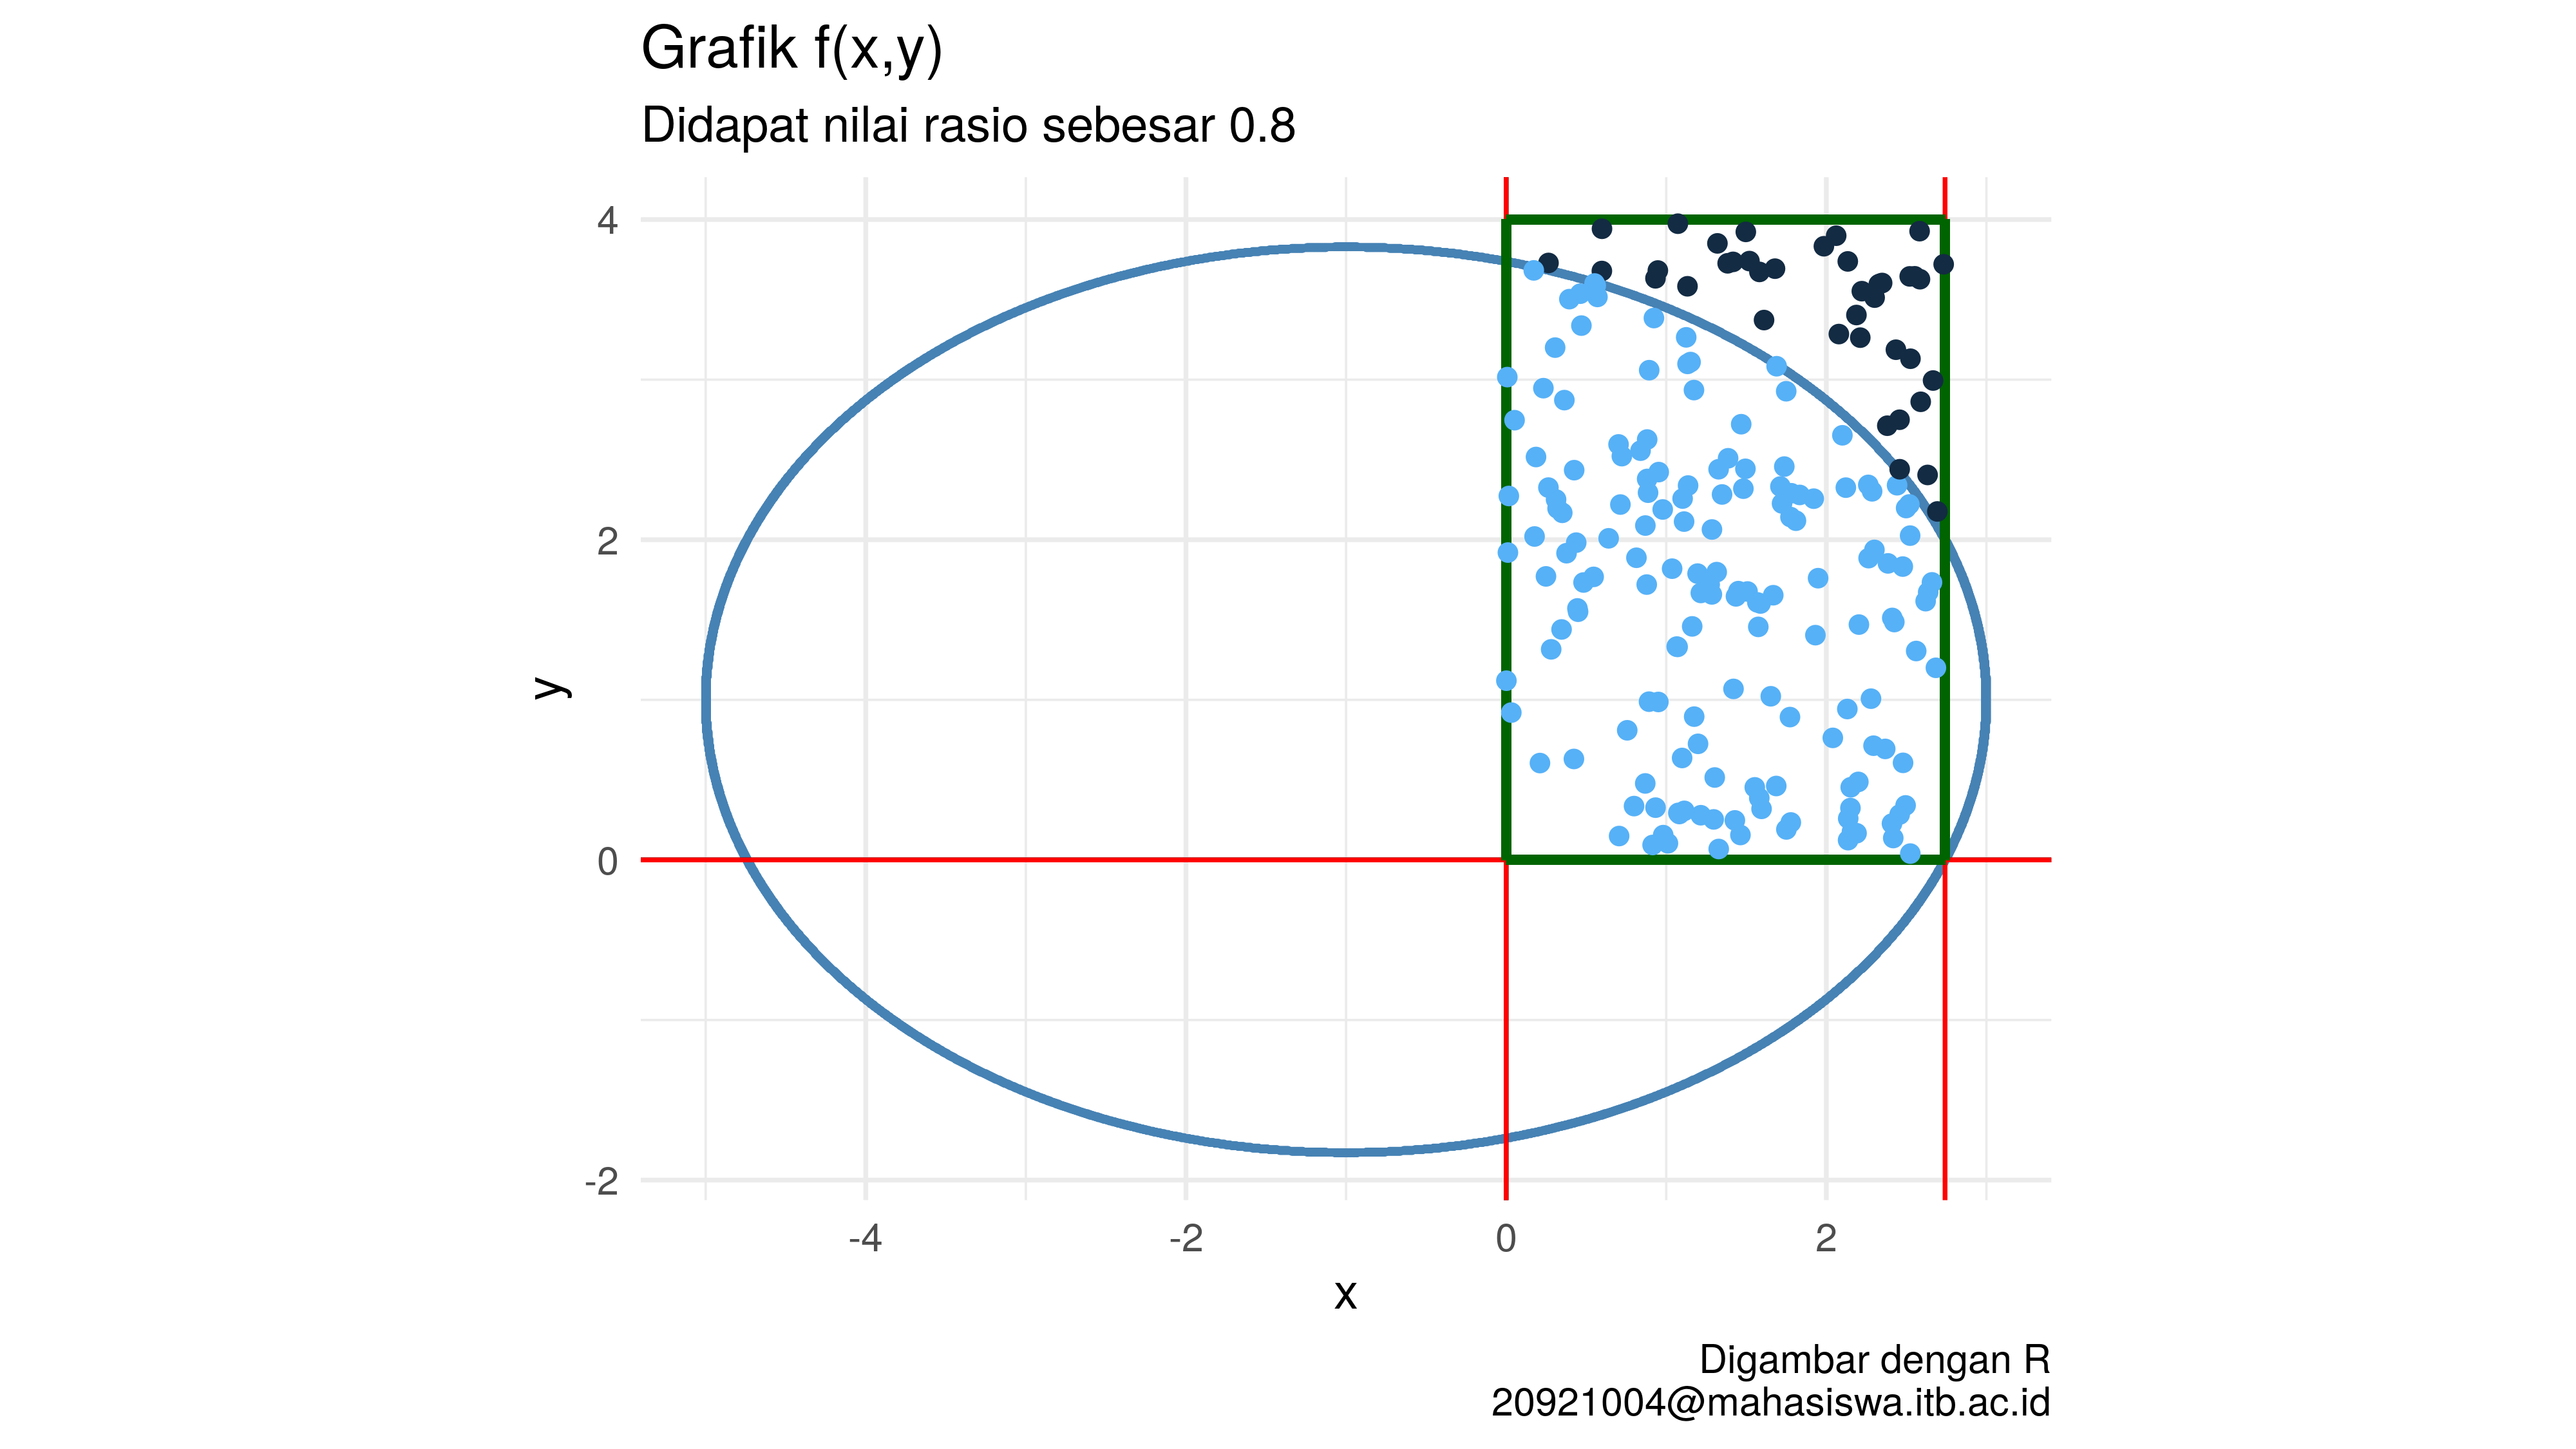 Grafik f(x,y)
Didapat nilai rasio sebesar 0.8
4
2
0
-2
y
-4
-2
0
2
x
Digambar dengan R
20921004@mahasiswa.itb.ac.id